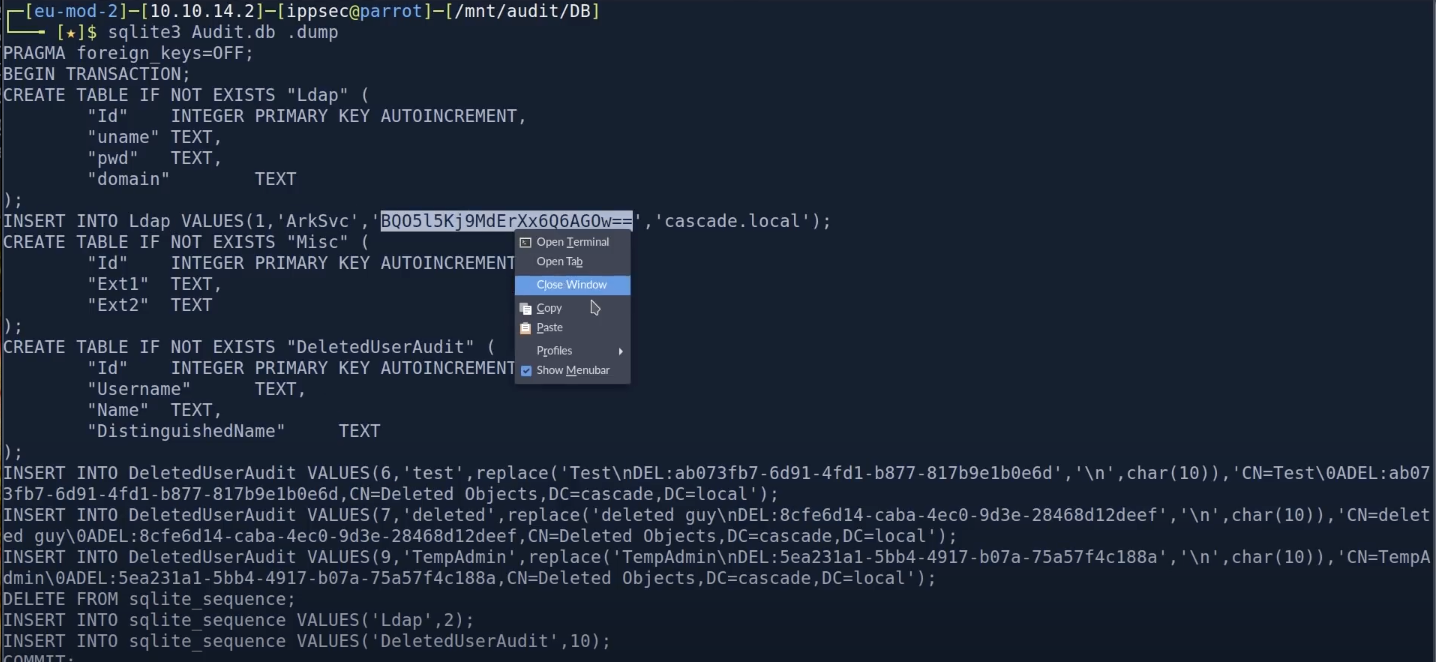 ┌─[eu-mod-2]─[10.10.14.2]─[ippsec@parrot]─[/mnt/audit/DB]
└──╼ [★]$ sqlite3 Audit.db .dump
PRAGMA foreign_keys=OFF;
BEGIN TRANSACTION;
CREATE TABLE IF NOT EXISTS "Ldap" (
"Id" INTEGER PRIMARY KEY AUTOINCREMENT,
"uname" TEXT,
"pwd" TEXT,
"domain" TEXT
);
INSERT INTO Ldap VALUES(1,'ArkSvc','BQO5l5Kj9MdErXx6Q6AGOw==','cascade.local');
CREATE TABLE IF NOT EXISTS "Misc" (
"Id" INTEGER PRIMARY KEY AUTOINCREMENT
"Ext1" TEXT,
"Ext2" TEXT
);
CREATE TABLE IF NOT EXISTS "DeletedUserAudit" (
"Id" INTEGER PRIMARY KEY AUTOINCREMENT
"Username" TEXT,
"Name" TEXT,
"DistinguishedName" TEXT
);
INSERT INTO DeletedUserAudit VALUES(6,'test',replace('Test\nDEL:ab073fb7-6d91-4fd1-b877-817b9e1b0e6d','\n',char(10)),'CN=Test\0ADEL:ab07
3fb7-6d91-4fd1-b877-817b9e1b0e6d,CN=Deleted Objects,DC=cascade,DC=local');
INSERT INTO DeletedUserAudit VALUES(7,'deleted',replace('deleted guy\nDEL:8cfe6d14-caba-4ec0-9d3e-28468d12deef','\n',char(10)),'CN=delet
ed guy\0ADEL:8cfe6d14-caba-4ec0-9d3e-28468d12deef,CN=Deleted Objects,DC=cascade,DC=local');
INSERT INTO DeletedUserAudit VALUES(9,'TempAdmin',replace('TempAdmin\nDEL:5ea231a1-5bb4-4917-b07a-75a57f4c188a','\n',char(10)),'CN=TempA
dmin\0ADEL:5ea231a1-5bb4-4917-b07a-75a57f4c188a,CN=Deleted Objects,DC=cascade,DC=local');
DELETE FROM sqlite_sequence;
INSERT INTO sqlite_sequence VALUES('Ldap',2);
INSERT INTO sqlite_sequence VALUES('DeletedUserAudit',10);
COMMIT;
Open Terminal
Open Tab
Close Window
Copy
Paste
Profiles
Show Menubar